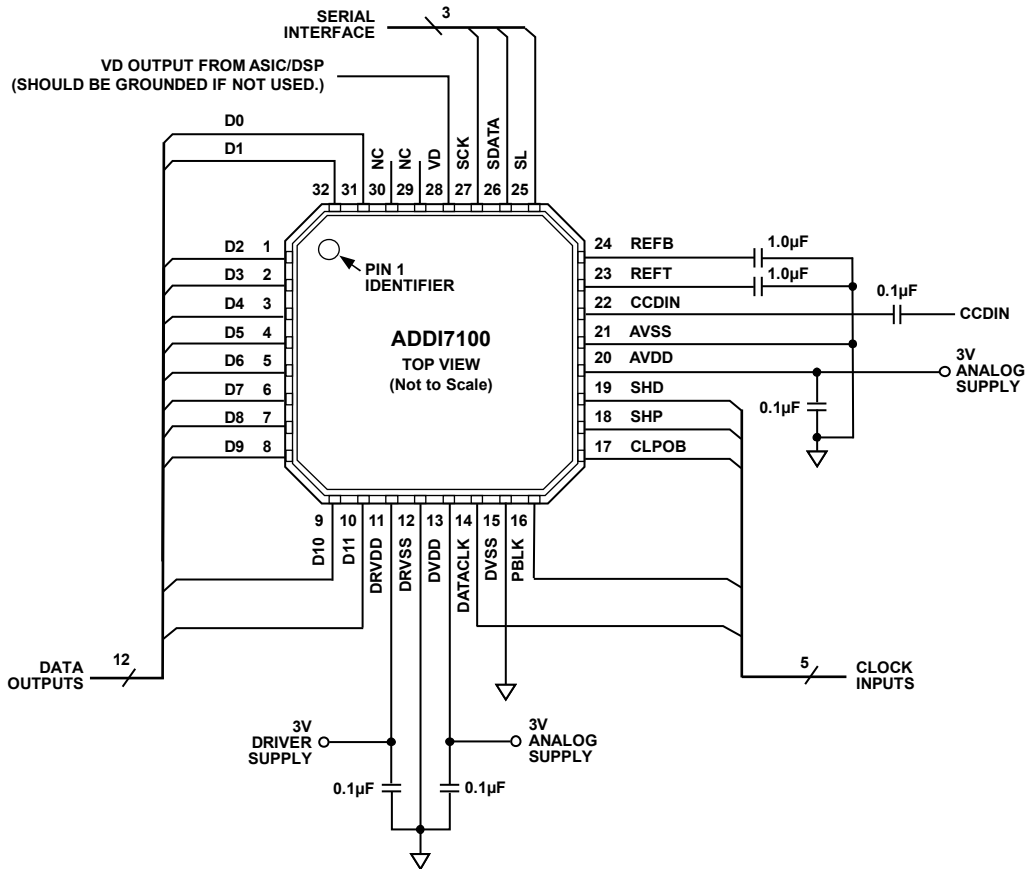 SERIAL
INTERFACE
3
VD OUTPUT FROM ASIC/DSP
(SHOULD BE GROUNDED IF NOT USED.)
D0
D1
NC
NC
VD
SCK
SDATA
SL
32 31 30 29 28 27 26 25
D2 1
D3 2
D4 3
D5 4
D6 5
D7 6
D8 7
D9 8
PIN 1
IDENTIFIER
ADDI7100
TOP VIEW
(Not to Scale)
24 REFB
23 REFT
22 CCDIN
21 AVSS
20 AVDD
19 SHD
18 SHP
17 CLPOB
1.0µF
1.0µF
0.1µF
CCDIN
3V
ANALOG
SUPPLY
0.1µF
9 10 11 12 13 14 15 16
D10
D11
DRVDD
DRVSS
DVDD
DATACLK
DVSS
PBLK
DATA
OUTPUTS
12
5
CLOCK
INPUTS
3V
DRIVER
SUPPLY
3V
ANALOG
SUPPLY
0.1µF
0.1µF